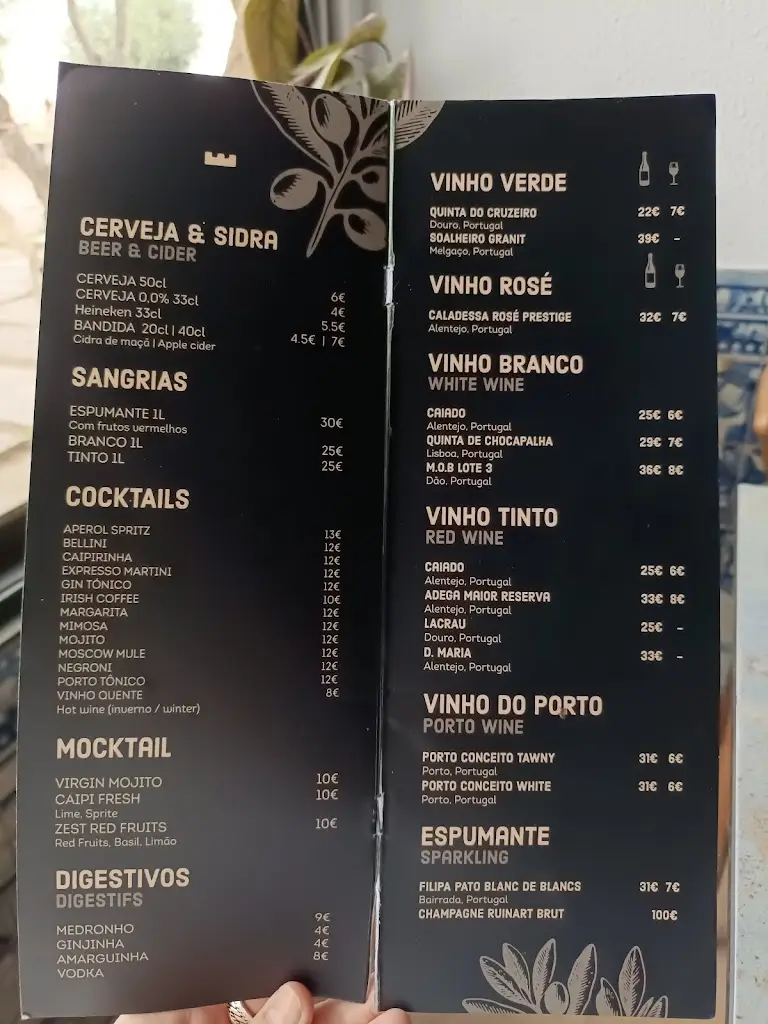 CERVEJA & SIDRA
BEER & CIDER
CERVEJA 50cl 6€
CERVEJA 0.0% 33cl 4€
Heineken 33cl 5.5€
BANDIDA 20cl | 40cl 4.5€ | 7€
Cidra de maçã | Apple cider
SANGRIAS
ESPUMANTE 1L 30€
Com frutos vermelhos
BRANCO 1L 25€
TINTO 1L 25€
COCKTAILS
APEROL SPRITZ 13€
BELLINI 12€
CAIPIRINHA 12€
EXPRESSO MARTINI 12€
GIN TÓNICO 12€
IRISH COFFEE 10€
MARGARITA 12€
MIMOSA 12€
MOJITO 12€
MOSCOW MULE 12€
NEGRONI 12€
PORTO TÓNICO 12€
VINHO QUENTE 8€
Hot wine (inverno / winter)
MOCKTAIL
VIRGIN MOJITO 10€
CAIPI FRESH 10€
Lime, Sprite
ZEST RED FRUITS 10€
Red Fruits, Basil, Limão
DIGESTIVOS
DIGESTIFS
MEDRONHO 9€
GINJINHA 4€
AMARGUINHA 4€
VODKA 8€
VINHO VERDE
QUINTA DO CRUZEIRO 22€ 7€
Douro, Portugal
SOALHEIRO GRANIT 39€ -
Melgaço, Portugal
VINHO ROSÉ
CALADESSA ROSÉ PRESTIGE 32€ 7€
Alentejo, Portugal
VINHO BRANCO
WHITE WINE
CAIADO 25€ 6€
Alentejo, Portugal
QUINTA DE CHOCAPALHA 29€ 7€
Lisboa, Portugal
M.O.B LOTE 3 36€ 8€
Dão, Portugal
VINHO TINTO
RED WINE
CAIADO 25€ 6€
Alentejo, Portugal
ADEGA MAIOR RESERVA 33€ 8€
Alentejo, Portugal
LACRAU 25€ -
Douro, Portugal
D. MARIA 33€ -
Alentejo, Portugal
VINHO DO PORTO
PORTO WINE
PORTO CONCEITO TAWNY 31€ 6€
Porto, Portugal
PORTO CONCEITO WHITE 31€ 6€
Porto, Portugal
ESPUMANTE
SPARKLING
FILIPA PATO BLANC DE BLANCS 31€ 7€
Bairrada, Portugal
CHAMPAGNE RUINART BRUT 100€